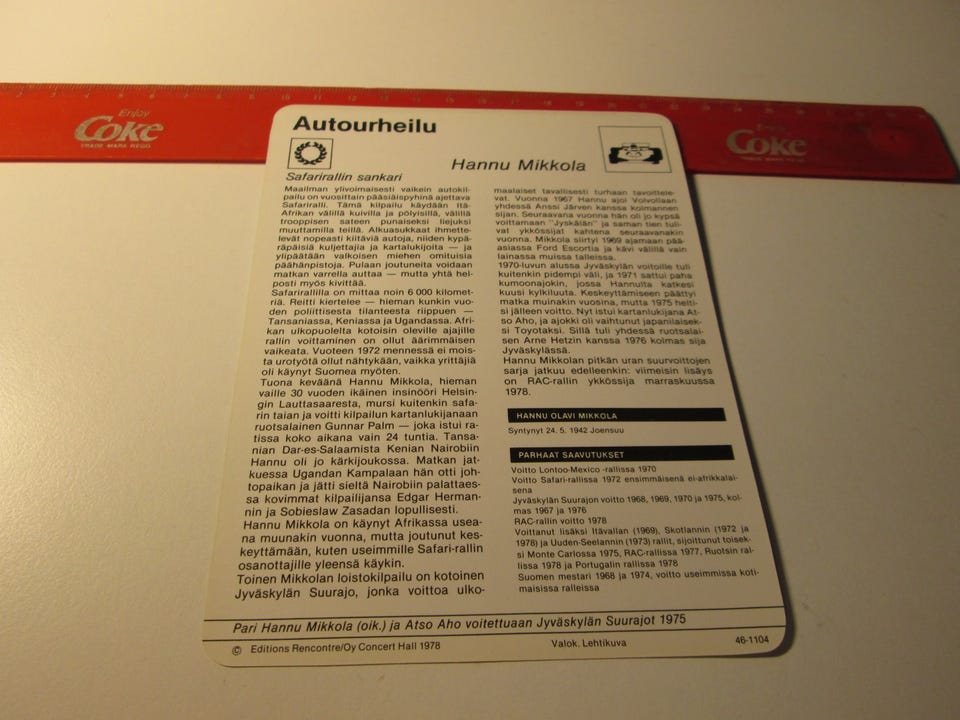 Enjoy
Coke
TRADE MARK REGD
Enjoy
Coke
TRADE MARK REGD
Autourheilu
Hannu Mikkola
Safarirallin sankari
Maailman ylivoimaisesti vaikein autokil-
pailu on vuosittain pääsiäispyhinä ajettava
Safariralli. Tämä kilpailu käydään Itä-
Afrikan välillä kuivilla ja pölyisillä, välillä
trooppisen sateen punaiseksi liejuksi
muuttamilla teillä. Alkuasukkaat ihmette-
levät nopeasti kiitäviä autoja, niiden kypä-
räpäisiä kuljettajia ja kartalukijoita — ja
ylipäätään valkoisen miehen omituisia
päähänpistoja. Pulaan joutuneita voidaan
matkan varrella auttaa — mutta yhtä hel-
posti myös kivittää.
Safarirallilla on mittaa noin 6 000 kilomet-
riä. Reitti kiertelee — hieman kunkin vuo-
den poliittisesta tilanteesta riippuen —
Tansaniassa, Keniassa ja Ugandassa. Afri-
kan ulkopuolelta kotoisin oleville ajajille
rallin voittaminen on ollut äärimmäisen
vaikeata. Vuoteen 1972 mennessä ei mois-
ta urotyötä ollut nähtykään, vaikka yrittäjiä
oli käynyt Suomea myöten.
Tuona keväänä Hannu Mikkola, hieman
vaille 30 vuoden ikäinen insinööri Helsin-
gin Lauttasaaresta, mursi kuitenkin safa-
rin taian ja voitti kilpailun kartanlukijanaan
ruotsalainen Gunnar Palm — joka istui ra-
tissa koko aikana vain 24 tuntia. Tansa-
nian Dar-es-Salaamista Kenian Nairobiin
Hannu oli jo kärkijoukossa. Matkan jat-
kuessa Ugandan Kampalaan hän otti joh-
topaikan ja jätti sieltä Nairobiin palattaes-
sa kovimmat kilpailijansa Edgar Herman-
nin ja Sobieslaw Zasadan lopullisesti.
Hannu Mikkola on käynyt Afrikassa usea-
na muunakin vuonna, mutta joutunut kes-
keyttämään, kuten useimmille Safari-rallin
osanottajille yleensä käykin.
Toinen Mikkolan loistokilpailu on kotoinen
Jyväskylän Suurajo, jonka voittoa ulko-
maalaiset tavallisesti turhaan tavoittele-
vat. Vuonna 1967 Hannu ajoi Volvollaan
yhdessä Anssi Järven kanssa kolmannen
sijan. Seuraavana vuonna hän oli jo kypsä
voittamaan "Jyskälän" ja saman tien tuli-
vat ykkössijat kahtena seuraavanakin
vuonna. Mikkola siirtyi 1969 ajamaan pää-
asiassa Ford Escortia ja kävi välillä vain
lainassa muissa talleissa.
1970-luvun alussa Jyväskylän voitoille tuli
kuitenkin pidempi väli, ja 1971 sattui paha
kumoonajokin, jossa Hannulta katkesi
kuusi kylkiluuta. Keskeyttämiseen päättyi
matka muinakin vuosina, mutta 1975 heltі-
si jälleen voitto. Nyt istui kartanlukijana At-
so Aho, ja ajokki oli vaihtunut japanilaisek-
si Toyotaksi. Sillä tuli yhdessä ruotsalai-
sen Arne Hertzin kanssa 1976 kolmas sija
Jyväskylässä.
Hannu Mikkolan pitkän uran suurvoittojen
sarja jatkuu edelleenkin: viimeisin lisäys
on RAC-rallin ykkössija marraskuussa
1978.
HANNU OLAVI MIKKOLA
Syntynyt 24. 5. 1942 Joensuu
PARHAAT SAAVUTUKSET
Voitto Lontoo-Mexico -rallissa 1970
Voitto Safari-rallissa 1972 ensimmäisenä ei-afrikkalai-
sena
Jyväskylän Suurajon voitto 1968, 1969, 1970 ja 1975, kol-
mas 1967 ja 1976
RAC-rallin voitto 1978
Voittanut lisäksi Itävallan (1969), Skotlannin (1972 ja
1978) ja Uuden-Seelannin (1973) rallit, sijoittunut toisek-
si Monte Carlossa 1975, RAC-rallissa 1977, Ruotsin ral-
lissa 1978 ja Portugalin rallissa 1978
Suomen mestari 1968 ja 1974, voitto useimmissa koti-
maisissa ralleissa
Pari Hannu Mikkola (oik.) ja Atso Aho voitettuaan Jyväskylän Suurajot 1975
© Editions Rencontre/Oy Concert Hall 1978
Valok. Lehtikuva
46-1104